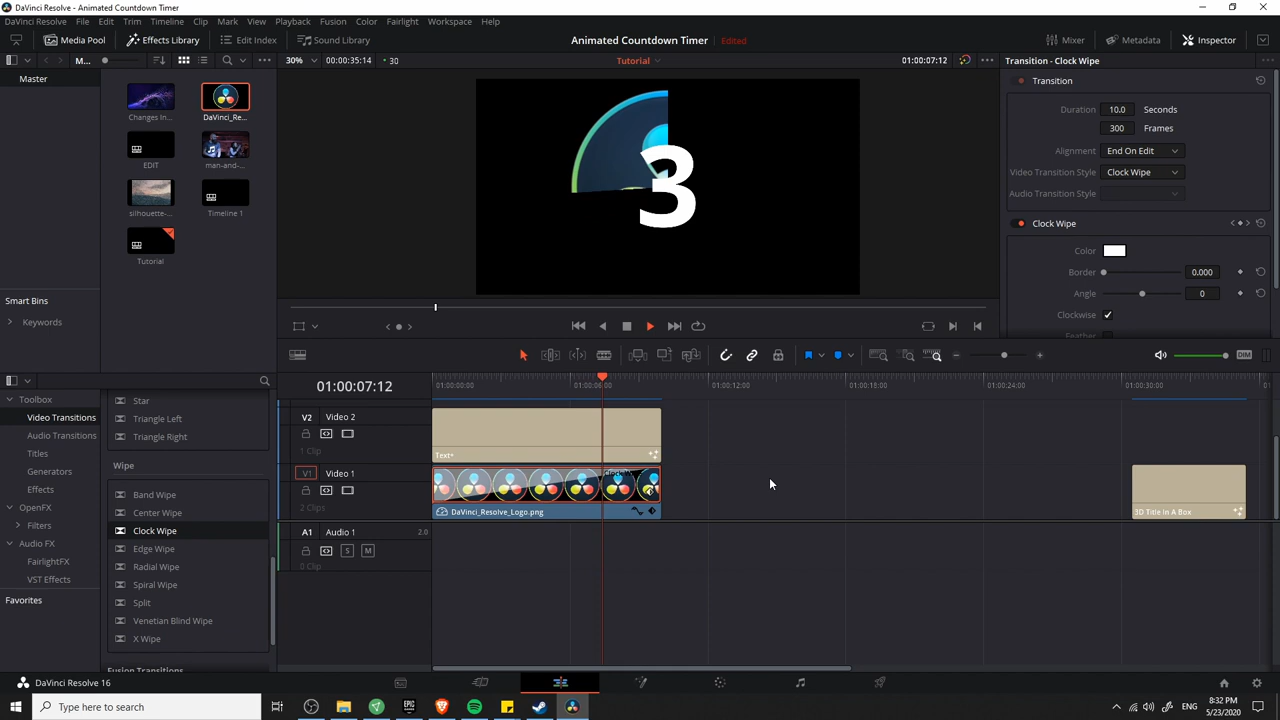 DaVinci Resolve - Animated Countdown Timer
DaVinci Resolve File Edit Trim Timeline Clip Mark View Playback Fusion Color Fairlight Workspace Help
Media Pool Effects Library Edit Index Sound Library Animated Countdown Timer Edited Mixer Metadata Inspector
M... 30% 00:00:35:14 30 Tutorial 01:00:07:12 Transition - Clock Wipe
Master
Changes In...
DaVinci_Re...
EDIT
man-and-...
silhouette-...
Timeline 1
Tutorial
Smart Bins
Keywords
3
Transition
Duration 10.0 Seconds
300 Frames
Alignment End On Edit
Video Transition Style Clock Wipe
Audio Transition Style
Clock Wipe
Color
Border 0.000
Angle 0
Clockwise
Feather
DIM
Toolbox
Video Transitions
Audio Transitions
Titles
Generators
Effects
OpenFX
Filters
Audio FX
FairlightFX
VST Effects
Favorites
Star
Triangle Left
Triangle Right
Wipe
Band Wipe
Center Wipe
Clock Wipe
Edge Wipe
Radial Wipe
Spiral Wipe
Split
Venetian Blind Wipe
X Wipe
Fusion Transitions
01:00:07:12
01:00:00:00 01:00:06:00 01:00:12:00 01:00:18:00 01:00:24:00 01:00:30:00
V2 Video 2
1 Clip
Text+
V1 Video 1
2 Clips
DaVinci_Resolve_Logo.png
3D Title In A Box
A1 Audio 1 2.0
S M
0 Clip
DaVinci Resolve 16
Type here to search
EPIC
ENG
8:32 PM
5/23/2020